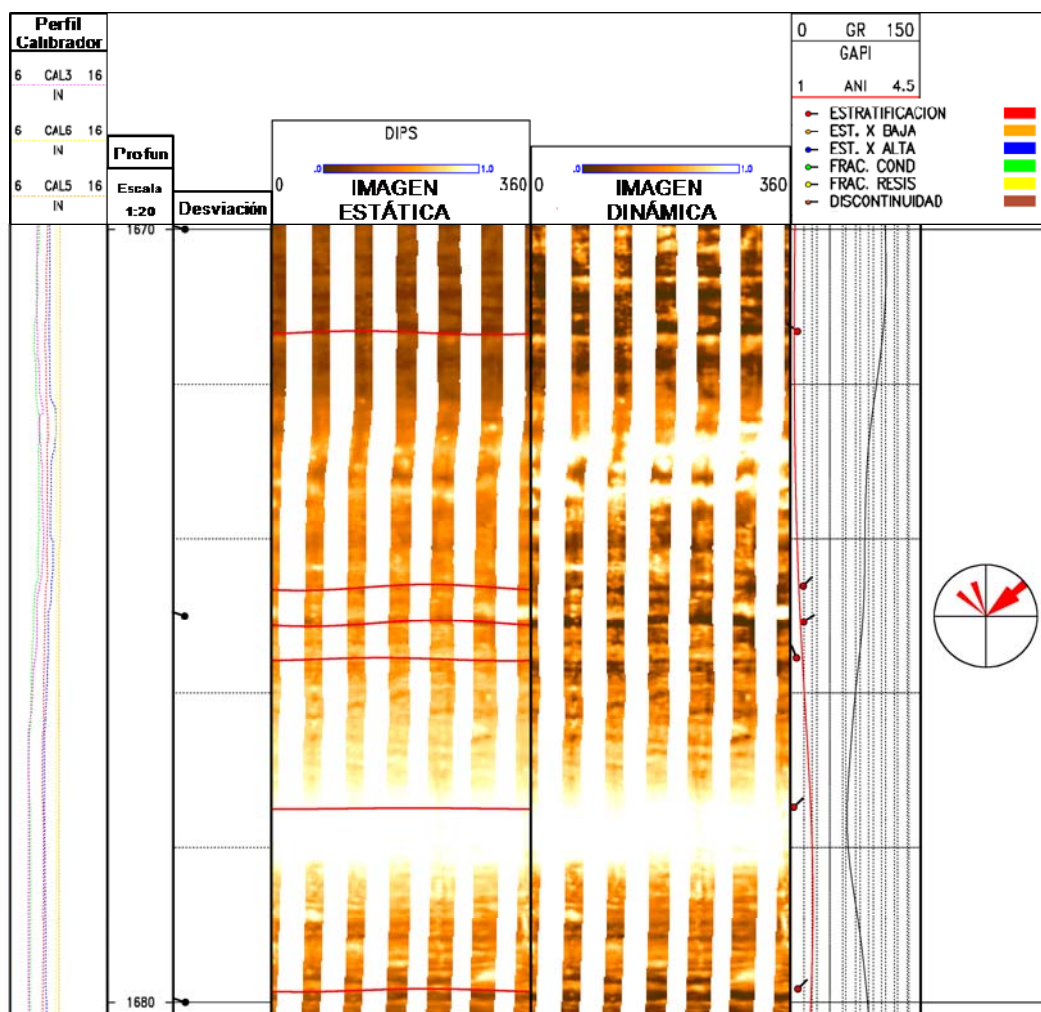 Perfil
Calibrador
6 CAL3 16
IN
6 CAL6 16
IN
6 CAL5 16
IN
Profun
Escala
1:20
Desviación
DIPS
.0 1.0
0 360
IMAGEN
ESTÁTICA
.0 1.0
0 360
IMAGEN
DINÁMICA
0 GR 150
GAPI
1 ANI 4.5
ESTRATIFICACION
EST. X BAJA
EST. X ALTA
FRAC. COND
FRAC. RESIS
DISCONTINUIDAD
1670
1680